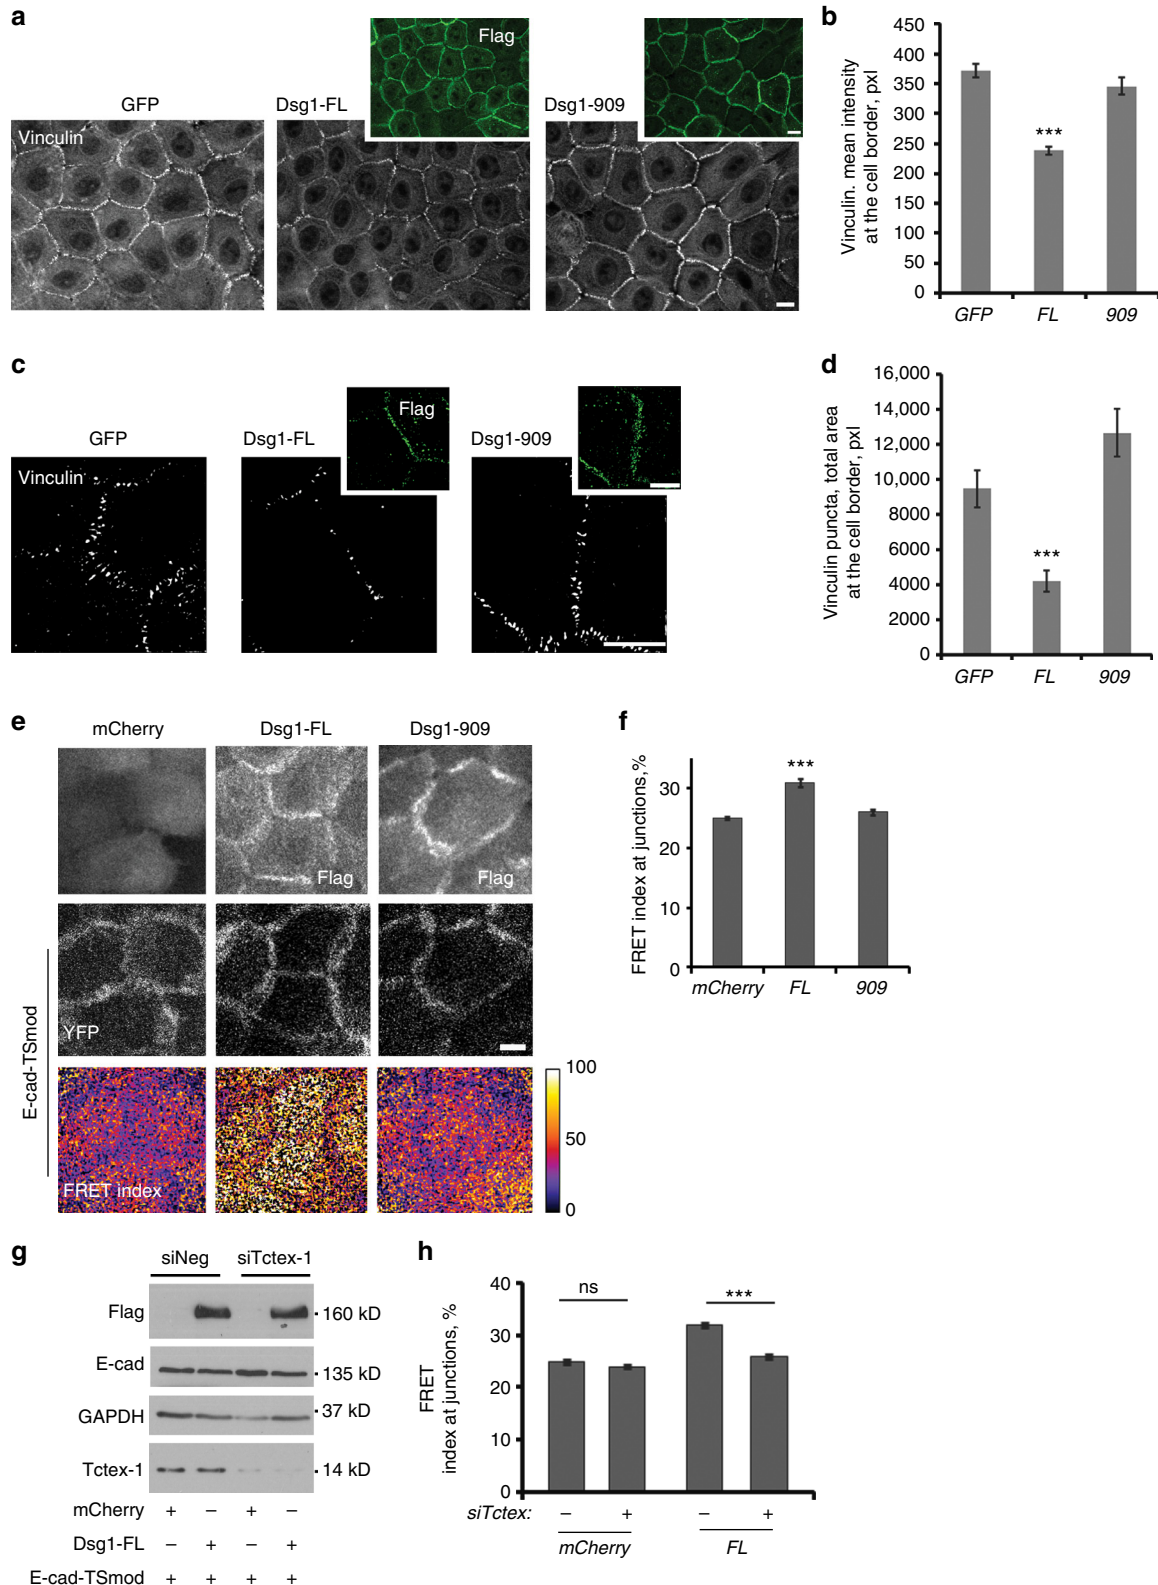 a
GFP
Dsg1-FL
Dsg1-909
Vinculin
Flag
b
Vinculin. mean intensity
at the cell border, pxl
450
400
350
300
250
200
150
100
50
0
***
GFP FL 909
c
GFP
Dsg1-FL
Dsg1-909
Vinculin
Flag
d
Vinculin puncta, total area
at the cell border, pxl
16,000
14,000
12,000
10,000
8000
6000
4000
2000
0
***
GFP FL 909
e
mCherry
Dsg1-FL
Dsg1-909
Flag
Flag
E-cad-TSmod
YFP
FRET index
100
50
0
f
FRET index at junctions,%
30
20
10
0
***
mCherry FL 909
g
siNeg siTctex-1
Flag 160 kD
E-cad 135 kD
GAPDH 37 kD
Tctex-1 14 kD
mCherry + – + –
Dsg1-FL – + – +
E-cad-TSmod + + + +
h
FRET
index at junctions, %
40
30
20
10
0
ns
***
siTctex: – + – +
mCherry FL